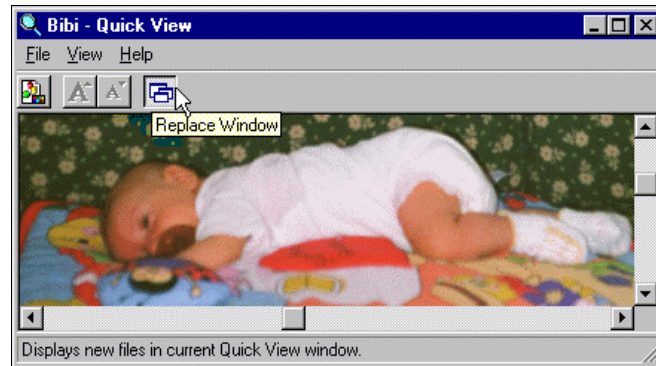 Bibi - Quick View
File View Help
A A
Replace Window
Displays new files in current Quick View window.